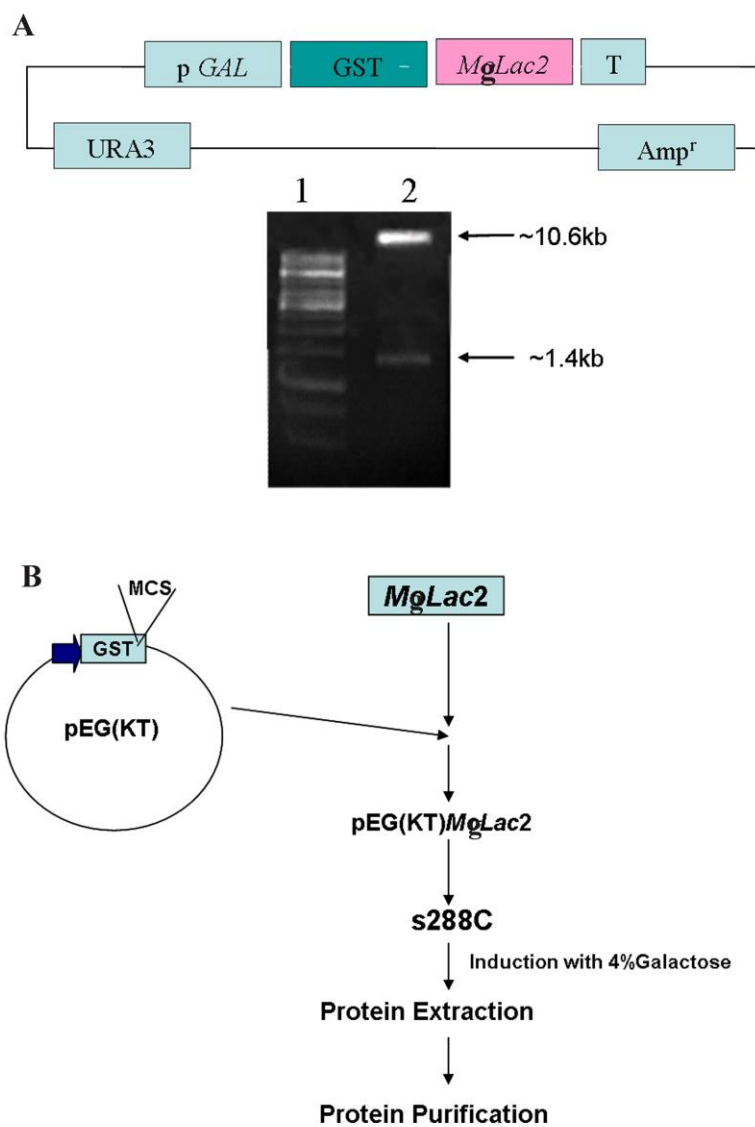 A
p GAL GST - MgLac2 T
URA3 Ampʳ
1 2
~10.6kb
~1.4kb
B
MCS
MgLac2
GST
pEG(KT)
pEG(KT)MgLac2
s288C
Induction with 4%Galactose
Protein Extraction
Protein Purification